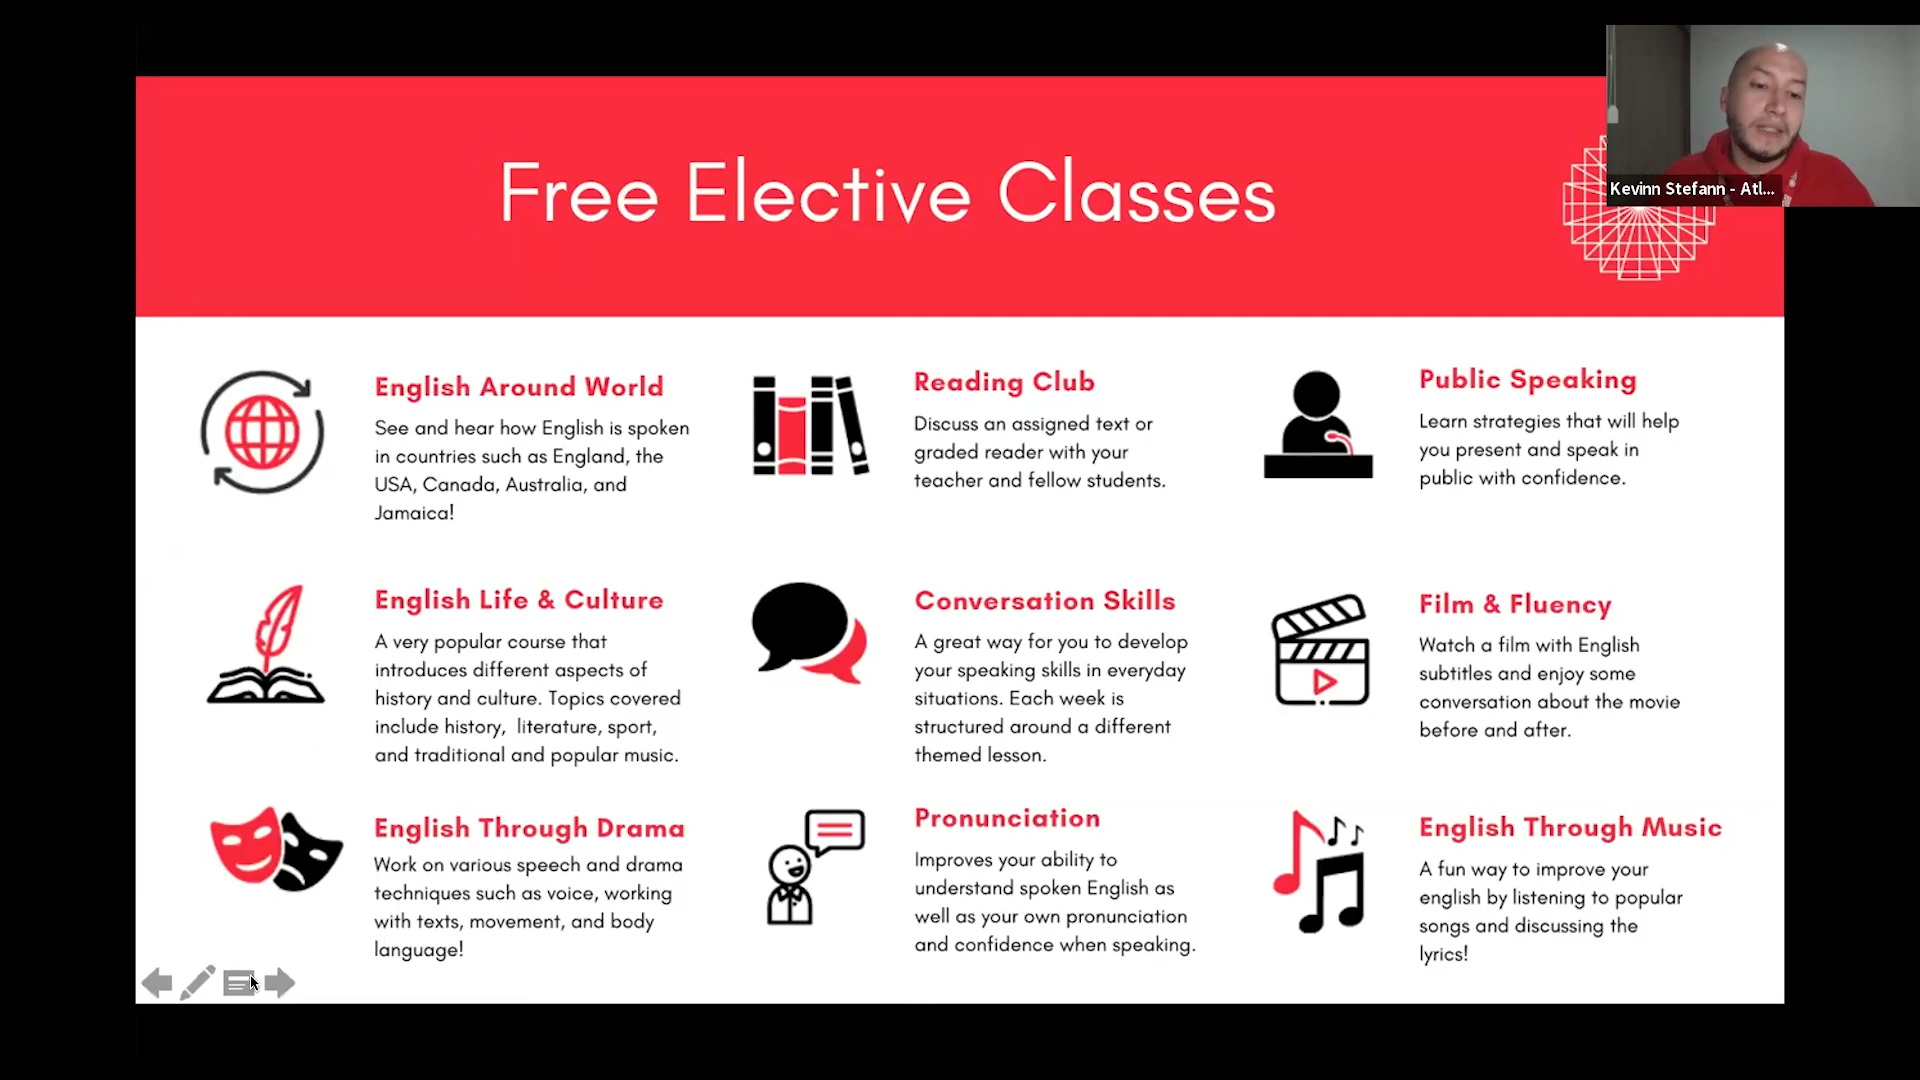 Free Elective Classes
Kevinn Stefann - Atl...
English Around World
See and hear how English is spoken
in countries such as England, the
USA, Canada, Australia, and
Jamaica!
Reading Club
Discuss an assigned text or
graded reader with your
teacher and fellow students.
Public Speaking
Learn strategies that will help
you present and speak in
public with confidence.
English Life & Culture
A very popular course that
introduces different aspects of
history and culture. Topics covered
include history,  literature, sport,
and traditional and popular music.
Conversation Skills
A great way for you to develop
your speaking skills in everyday
situations. Each week is
structured around a different
themed lesson.
Film & Fluency
Watch a film with English
subtitles and enjoy some
conversation about the movie
before and after.
English Through Drama
Work on various speech and drama
techniques such as voice, working
with texts, movement, and body
language!
Pronunciation
Improves your ability to
understand spoken English as
well as your own pronunciation
and confidence when speaking.
English Through Music
A fun way to improve your
english by listening to popular
songs and discussing the
lyrics!